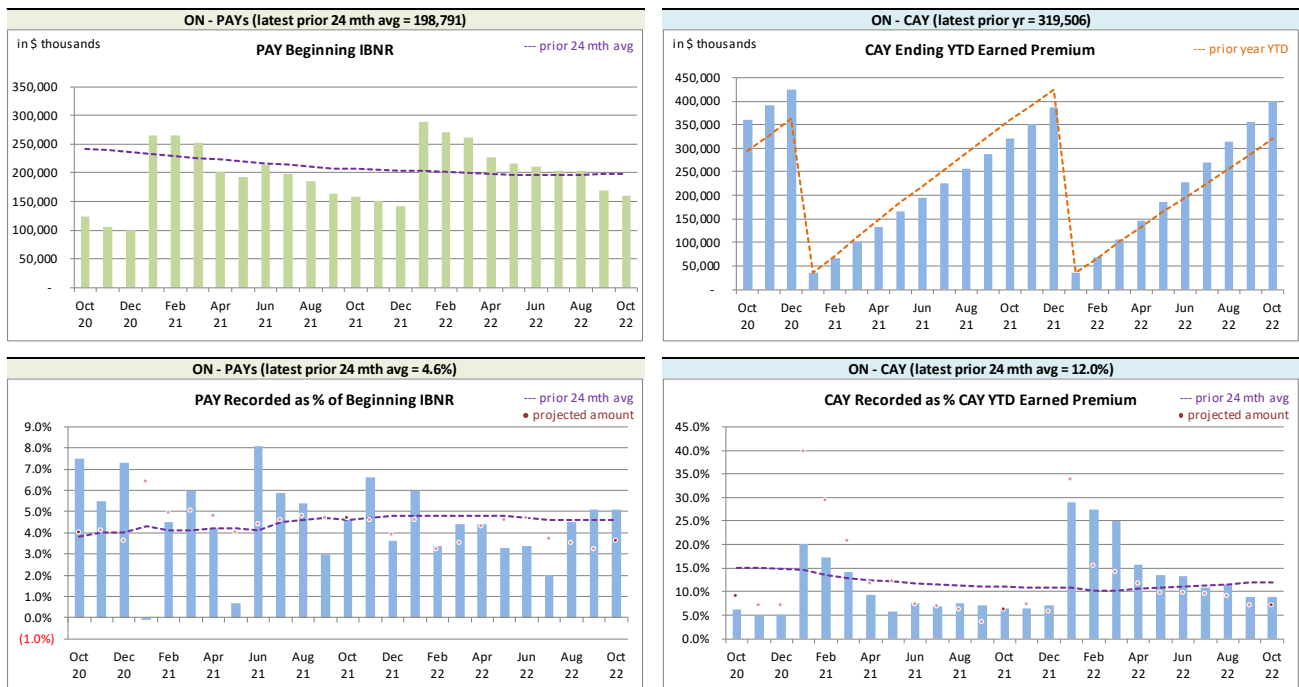 ON - PAYs (latest prior 24 mth avg = 198,791)
in $ thousands
PAY Beginning IBNR
--- prior 24 mth avg
350,000
300,000
250,000
200,000
150,000
100,000
50,000
-
Oct Dec Feb Apr Jun Aug Oct Dec Feb Apr Jun Aug Oct
20 20 21 21 21 21 21 21 22 22 22 22 22
ON - CAY (latest prior yr = 319,506)
in $ thousands
CAY Ending YTD Earned Premium
--- prior year YTD
450,000
400,000
350,000
300,000
250,000
200,000
150,000
100,000
50,000
-
Oct Dec Feb Apr Jun Aug Oct Dec Feb Apr Jun Aug Oct
20 20 21 21 21 21 21 21 22 22 22 22 22
ON - PAYs (latest prior 24 mth avg = 4.6%)
PAY Recorded as % of Beginning IBNR
--- prior 24 mth avg
• projected amount
9.0%
8.0%
7.0%
6.0%
5.0%
4.0%
3.0%
2.0%
1.0%
0.0%
(1.0%)
Oct Dec Feb Apr Jun Aug Oct Dec Feb Apr Jun Aug Oct
20 20 21 21 21 21 21 21 22 22 22 22 22
ON - CAY (latest prior 24 mth avg = 12.0%)
CAY Recorded as % CAY YTD Earned Premium
--- prior 24 mth avg
• projected amount
45.0%
40.0%
35.0%
30.0%
25.0%
20.0%
15.0%
10.0%
5.0%
0.0%
Oct Dec Feb Apr Jun Aug Oct Dec Feb Apr Jun Aug Oct
20 20 21 21 21 21 21 21 22 22 22 22 22